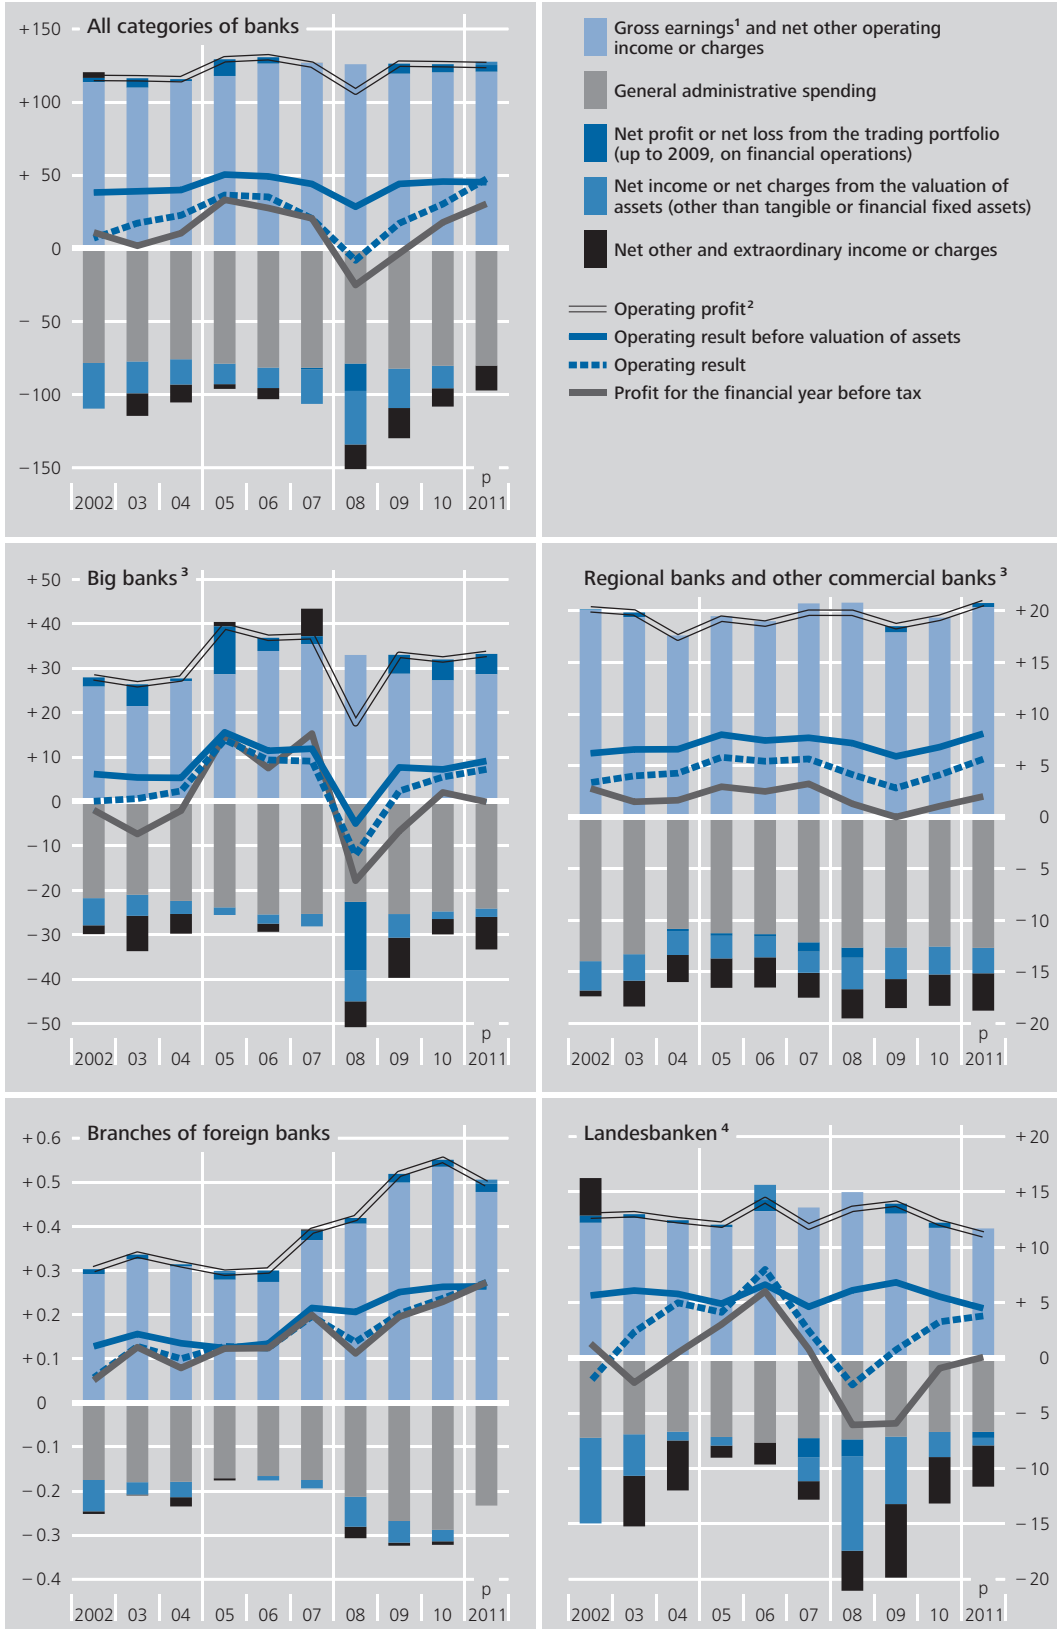 All categories of banks
+150
+100
+ 50
0
− 50
−100
−150
p
2002 03 04 05 06 07 08 09 10 2011
Gross earnings¹ and net other operating
income or charges
General administrative spending
Net profit or net loss from the trading portfolio
(up to 2009, on financial operations)
Net income or net charges from the valuation of
assets (other than tangible or financial fixed assets)
Net other and extraordinary income or charges
Operating profit²
Operating result before valuation of assets
Operating result
Profit for the financial year before tax
Big banks ³
+50
+40
+30
+20
+10
0
−10
−20
−30
−40
−50
p
2002 03 04 05 06 07 08 09 10 2011
Regional banks and other commercial banks ³
+20
+15
+10
+ 5
0
− 5
−10
−15
−20
p
2002 03 04 05 06 07 08 09 10 2011
Branches of foreign banks
+0.6
+0.5
+0.4
+0.3
+0.2
+0.1
0
−0.1
−0.2
−0.3
−0.4
p
2002 03 04 05 06 07 08 09 10 2011
Landesbanken ⁴
+20
+15
+10
+ 5
0
− 5
−10
−15
−20
p
2002 03 04 05 06 07 08 09 10 2011